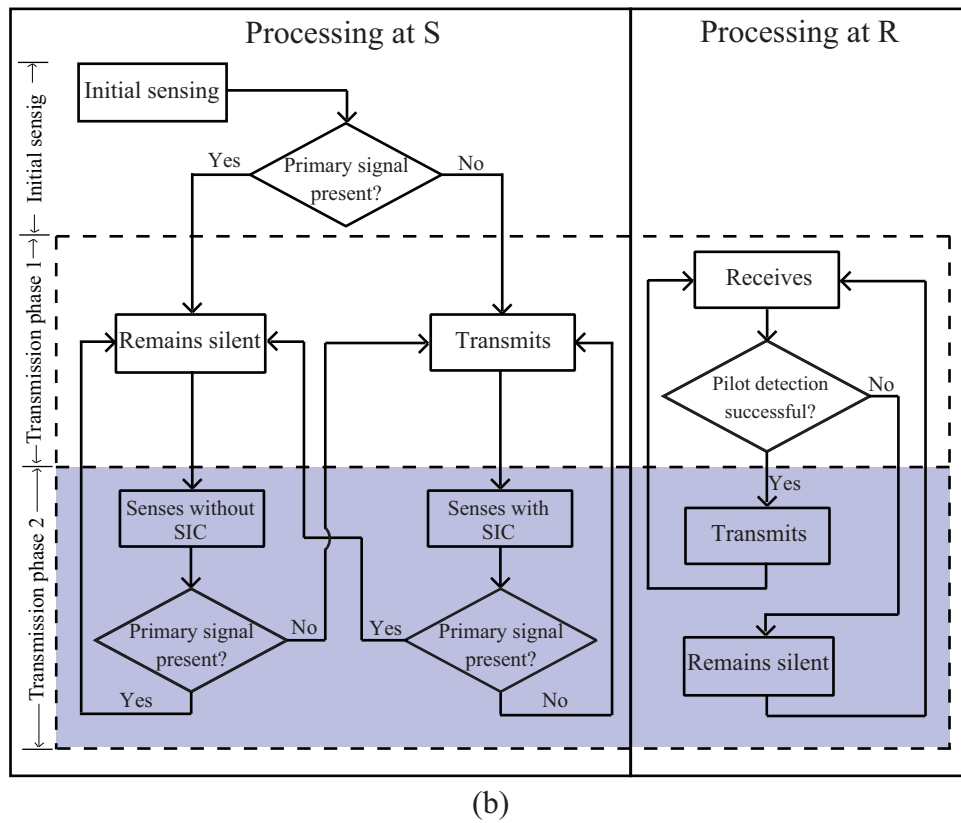 Processing at S
Processing at R
Initial sensig
Initial sensing
Primary signal
present?
Yes
No
Transmission phase 1
Remains silent
Transmits
Receives
Pilot detection
successful?
No
Yes
Transmission phase 2
Senses without
SIC
Senses with
SIC
Transmits
Primary signal
present?
No
Yes
Primary signal
present?
Yes
No
Remains silent
(b)